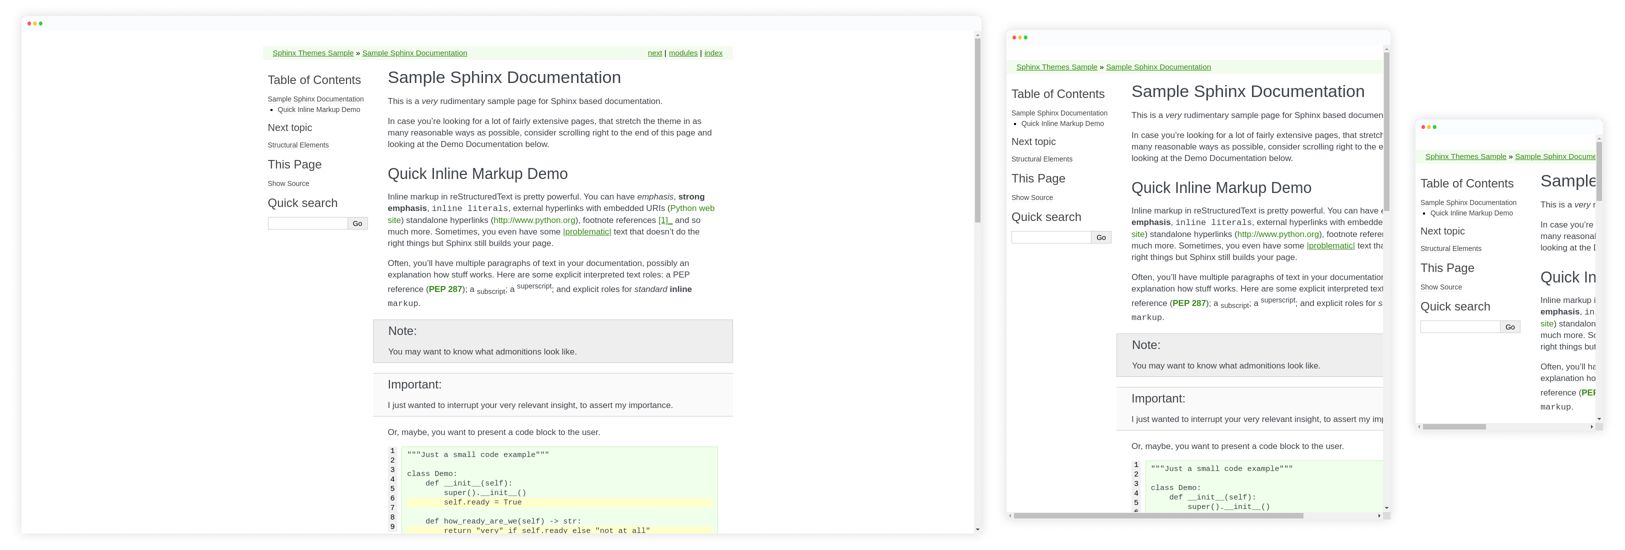 Sphinx Themes Sample » Sample Sphinx Documentation
next | modules | index
Table of Contents
Sample Sphinx Documentation
Quick Inline Markup Demo
Next topic
Structural Elements
This Page
Show Source
Quick search
Go
Sample Sphinx Documentation
This is a very rudimentary sample page for Sphinx based documentation.
In case you're looking for a lot of fairly extensive pages, that stretch the theme in as
many reasonable ways as possible, consider scrolling right to the end of this page and
looking at the Demo Documentation below.
Quick Inline Markup Demo
Inline markup in reStructuredText is pretty powerful. You can have emphasis, strong
emphasis, inline literals, external hyperlinks with embedded URIs (Python web
site) standalone hyperlinks (http://www.python.org), footnote references [1]_ and so
much more. Sometimes, you even have some |problematic| text that doesn't do the
right things but Sphinx still builds your page.
Often, you'll have multiple paragraphs of text in your documentation, possibly an
explanation how stuff works. Here are some explicit interpreted text roles: a PEP
reference (PEP 287); a subscript; a superscript; and explicit roles for standard inline
markup.
Note:
You may want to know what admonitions look like.
Important:
I just wanted to interrupt your very relevant insight, to assert my importance.
Or, maybe, you want to present a code block to the user.
1 """Just a small code example"""
2
3 class Demo:
4     def __init__(self):
5         super().__init__()
6         self.ready = True
7
8     def how_ready_are_we(self) -> str:
9         return "very" if self.ready else "not at all"
Sphinx Themes Sample » Sample Sphinx Documentation
Table of Contents
Sample Sphinx Documentation
Quick Inline Markup Demo
Next topic
Structural Elements
This Page
Show Source
Quick search
Go
Sample Sphinx Documentation
This is a very rudimentary sample page for Sphinx based documen
In case you're looking for a lot of fairly extensive pages, that stretch
many reasonable ways as possible, consider scrolling right to the e
looking at the Demo Documentation below.
Quick Inline Markup Demo
Inline markup in reStructuredText is pretty powerful. You can have e
emphasis, inline literals, external hyperlinks with embedde
site) standalone hyperlinks (http://www.python.org), footnote referen
much more. Sometimes, you even have some |problematic| text tha
right things but Sphinx still builds your page.
Often, you'll have multiple paragraphs of text in your documentation
explanation how stuff works. Here are some explicit interpreted text
reference (PEP 287); a subscript; a superscript; and explicit roles for s
markup.
Note:
You may want to know what admonitions look like.
Important:
I just wanted to interrupt your very relevant insight, to assert my imp
Or, maybe, you want to present a code block to the user.
1 """Just a small code example"""
2
3 class Demo:
4     def __init__(self):
5         super().__init__()
Sphinx Themes Sample » Sample Sphinx Docume
Table of Contents
Sample Sphinx Documentation
Quick Inline Markup Demo
Next topic
Structural Elements
This Page
Show Source
Quick search
Go
Sample
This is a very r
In case you're
many reasonal
looking at the D
Quick In
Inline markup i
emphasis, in
site) standalon
much more. So
right things but
Often, you'll ha
explanation ho
reference (PEP
markup.